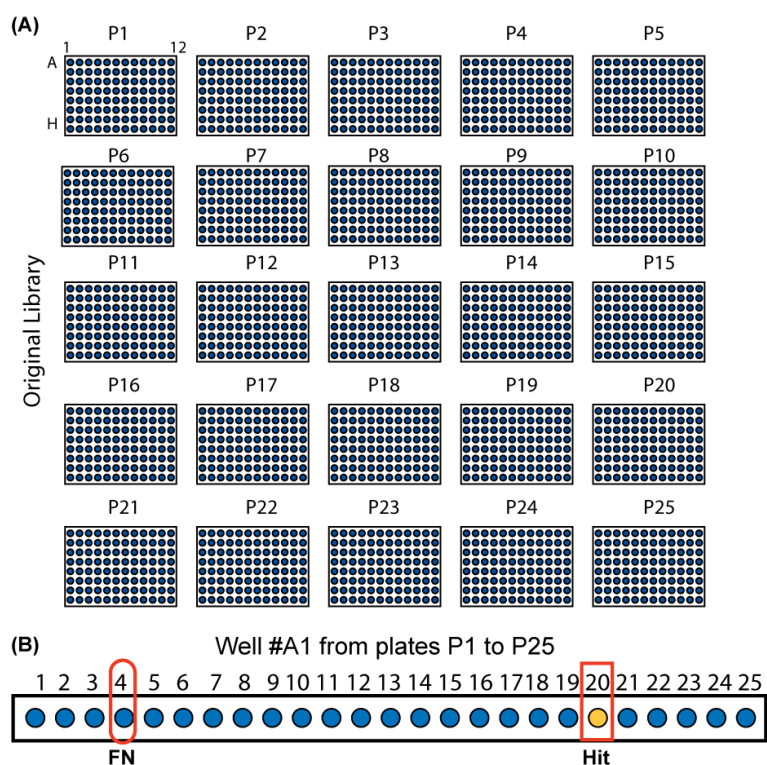 (A)
P1 P2 P3 P4 P5
1 12
A
H
P6 P7 P8 P9 P10
P11 P12 P13 P14 P15
Original Library
P16 P17 P18 P19 P20
P21 P22 P23 P24 P25
(B) Well #A1 from plates P1 to P25
1 2 3 4 5 6 7 8 9 10 11 12 13 14 15 16 17 18 19 20 21 22 23 24 25
FN Hit